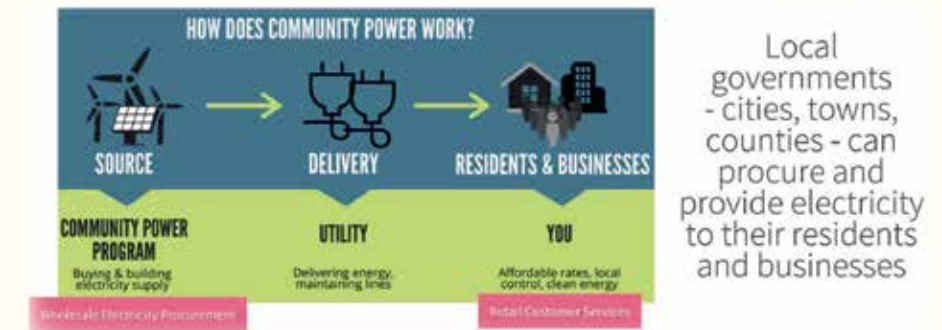 HOW DOES COMMUNITY POWER WORK?
SOURCE
DELIVERY
RESIDENTS & BUSINESSES
COMMUNITY POWER
PROGRAM
Buying & building
electricity supply
UTILITY
Delivering energy,
maintaining lines
YOU
Affordable rates, local
control, clean energy
Wholesale Electricity Procurement
Retail Customer Services
Local
governments
- cities, towns,
counties - can
procure and
provide electricity
to their residents
and businesses